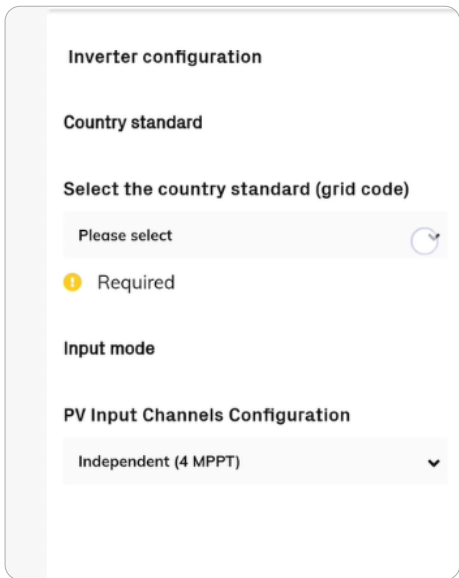 Inverter configuration
Country standard
Select the country standard (grid code)
Please select
Required
Input mode
PV Input Channels Configuration
Independent (4 MPPT)